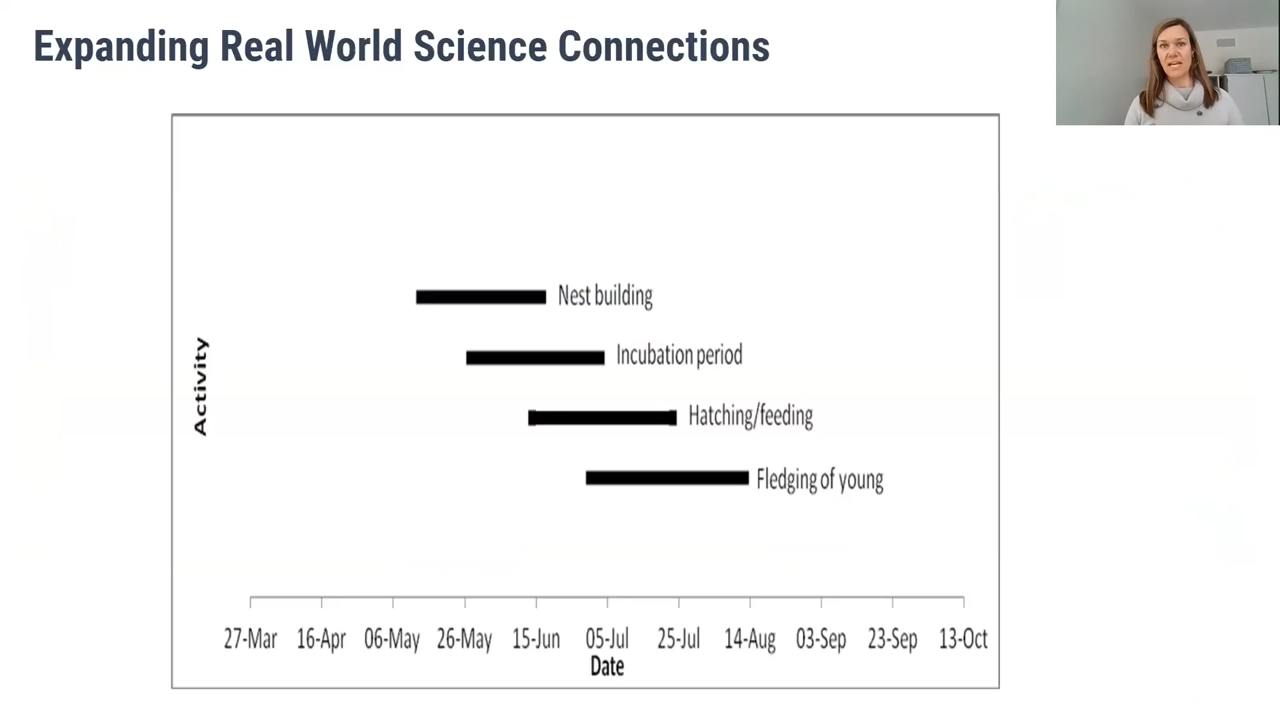 Expanding Real World Science Connections
Nest building
Incubation period
Hatching/feeding
Fledging of young
Activity
27-Mar 16-Apr 06-May 26-May 15-Jun 05-Jul 25-Jul 14-Aug 03-Sep 23-Sep 13-Oct
Date